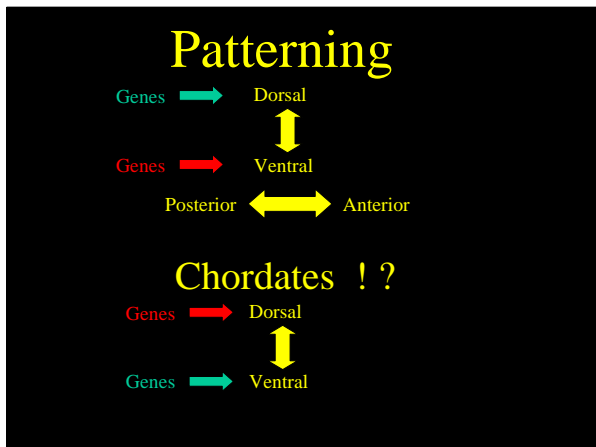 Patterning
Genes Dorsal
Genes Ventral
Posterior Anterior
Chordates ! ?
Genes Dorsal
Genes Ventral